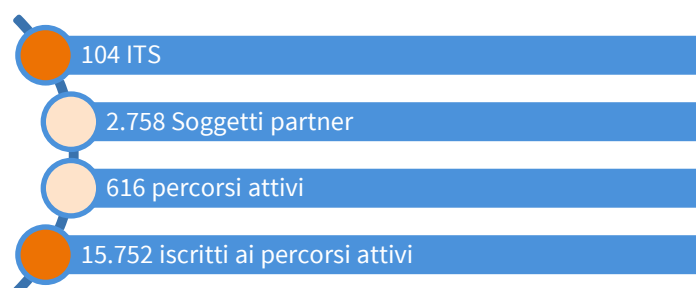 104 ITS
2.758 Soggetti partner
616 percorsi attivi
15.752 iscritti ai percorsi attivi